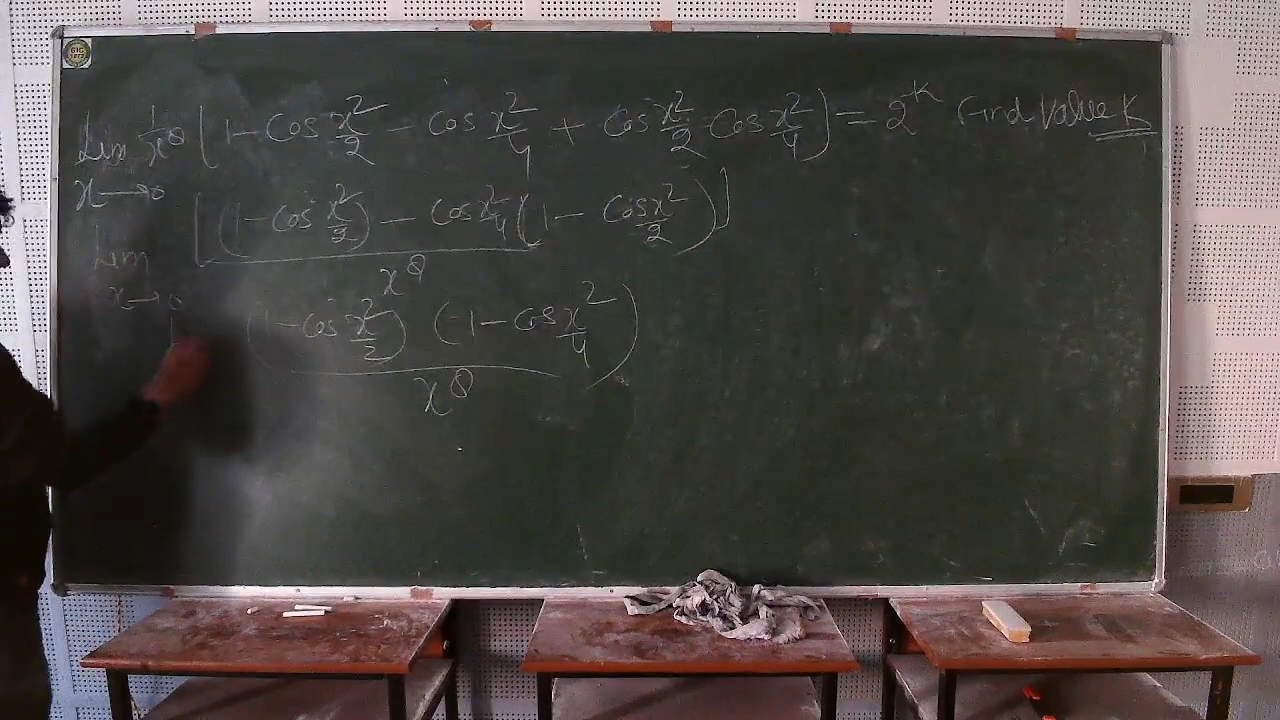 Lim x→0 1/x⁸ (1 - Cos x²/2 - Cos x²/4 + Cos x²/2 Cos x²/4) = 2^K Find Value K
Lim x→0 [(1 - Cos x²/2) - Cos x²/4 (1 - Cos x²/2)] / x⁸
(1 - Cos x²/2) (1 - Cos x²/4) / x⁸